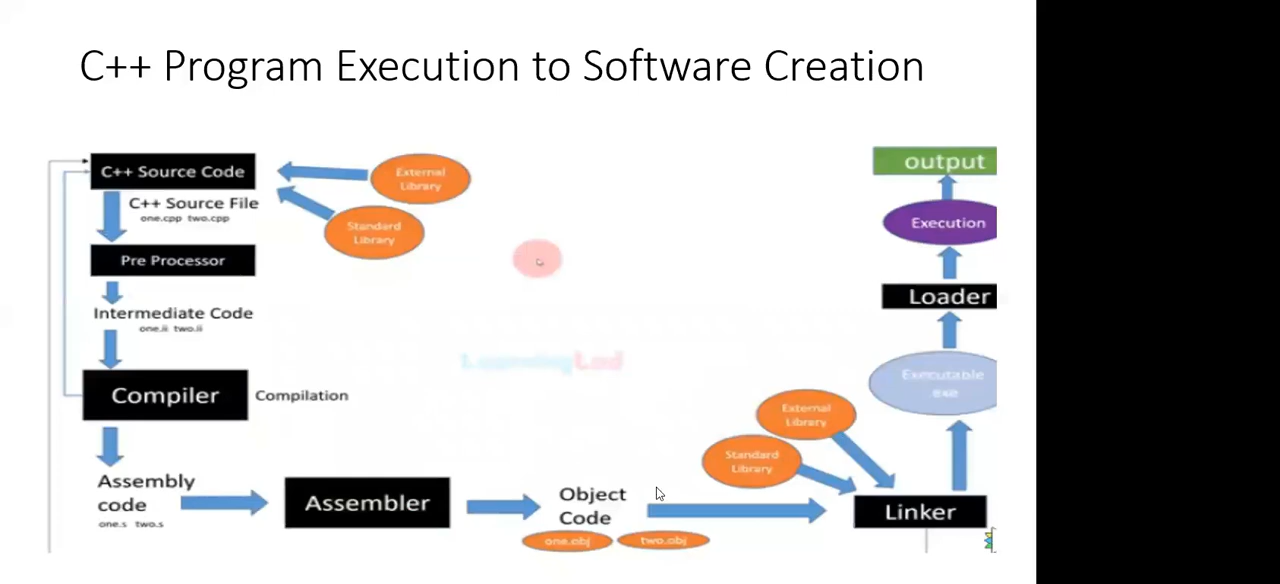 C++ Program Execution to Software Creation
C++ Source Code
External
Library
C++ Source File
one.cpp two.cpp
Standard
Library
Pre Processor
Intermediate Code
one.ii two.ii
Compiler
Compilation
Assembly
code
one.s two.s
Assembler
Object
Code
one.obj
two.obj
External
Library
Standard
Library
Linker
Executable
.exe
Loader
Execution
output
LearningLad